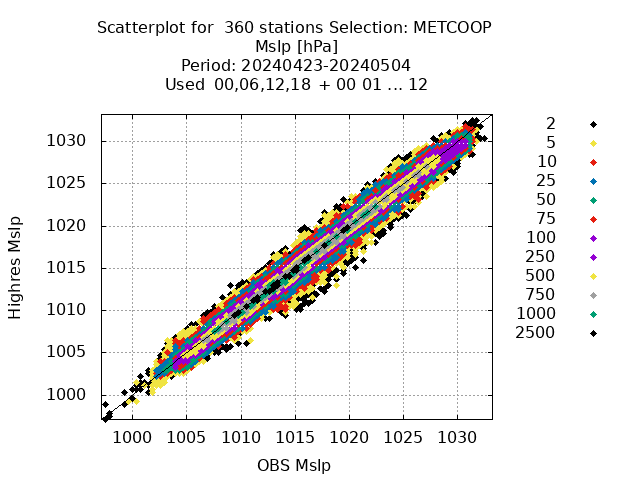 Scatterplot for  360 stations Selection: METCOOP
Mslp [hPa]
Period: 20240423-20240504
Used  00,06,12,18  + 00 01 ... 12
2
5
10
25
50
75
100
250
500
750
1000
2500
Highres Mslp
1030
1025
1020
1015
1010
1005
1000
1000 1005 1010 1015 1020 1025 1030
OBS Mslp